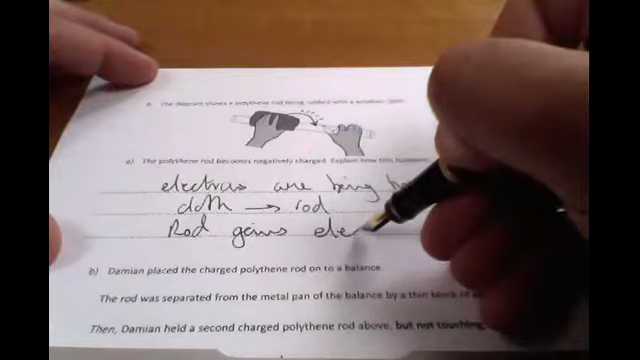 The diagram shows a polythene rod being rubbed with a
a) The polythene rod becomes negatively charged. Explain how this happens.
electrons are being
cloth → rod
Rod gains ele
b) Damian placed the charged polythene rod on to a balance.
The rod was separated from the metal pan of the balance by a thin block of
Then, Damian held a second charged polythene rod above, but not touching,